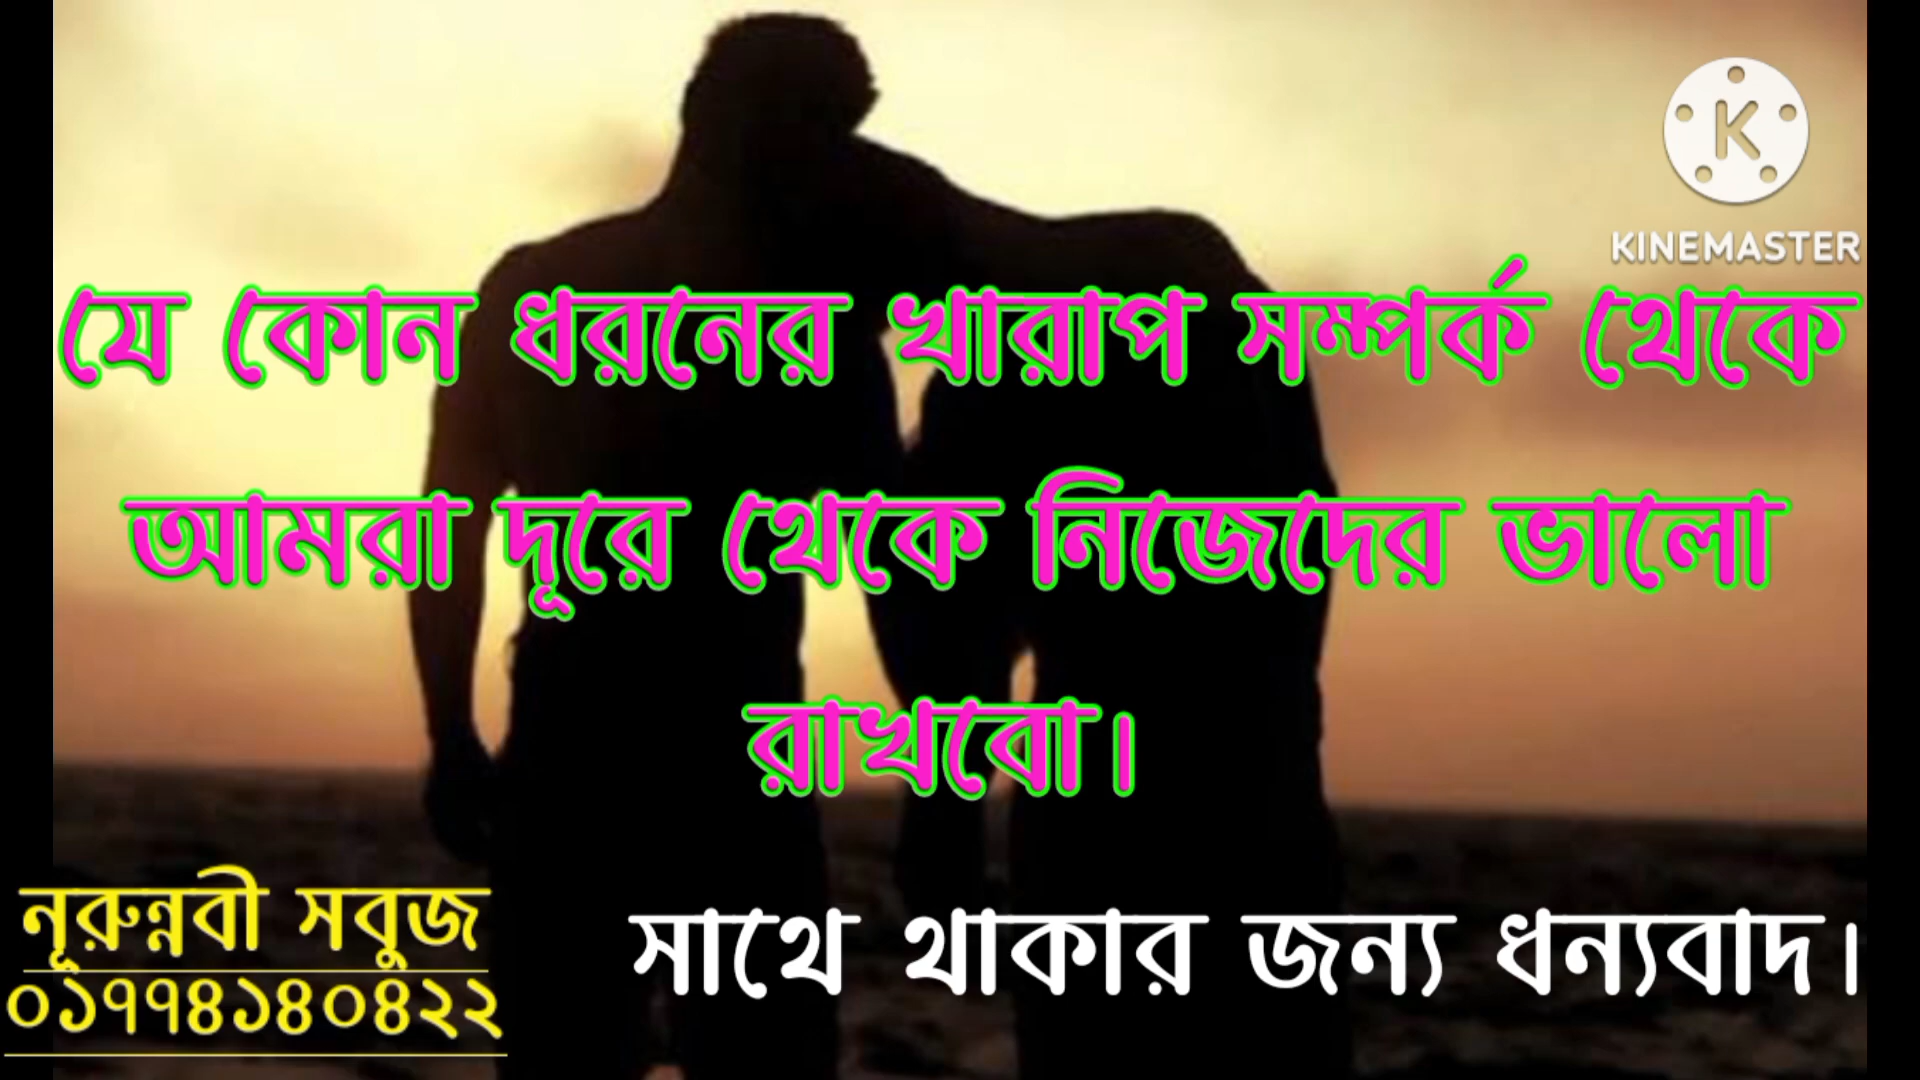 KINEMASTER
যে কোন ধরনের খারাপ সম্পর্ক থেকে
আমরা দূরে থেকে নিজেদের ভালো
রাখবো।
সাথে থাকার জন্য ধন্যবাদ।
নূরুন্নবী সবুজ
০১৭৭৪১৪০৪২২